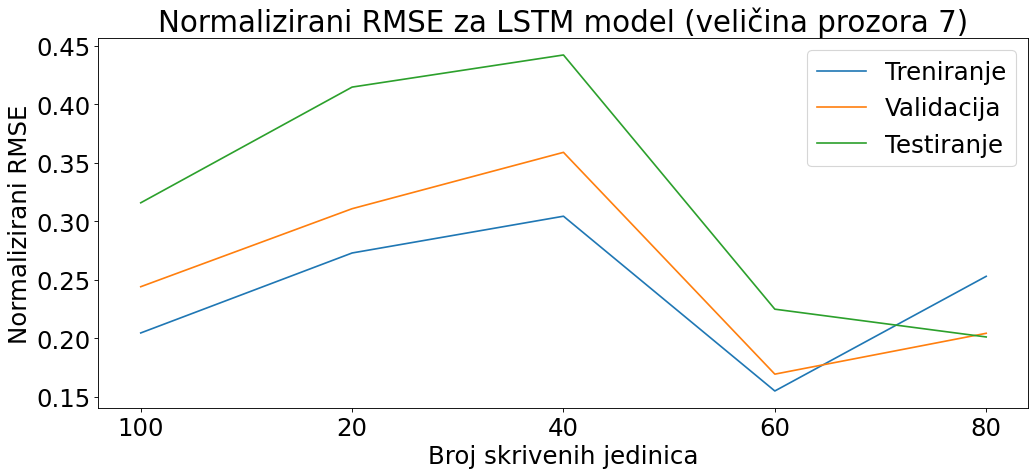 Normalizirani RMSE za LSTM model (veličina prozora 7)
Normalizirani RMSE
0.45
0.40
0.35
0.30
0.25
0.20
0.15
Treniranje
Validacija
Testiranje
100 20 40 60 80
Broj skrivenih jedinica